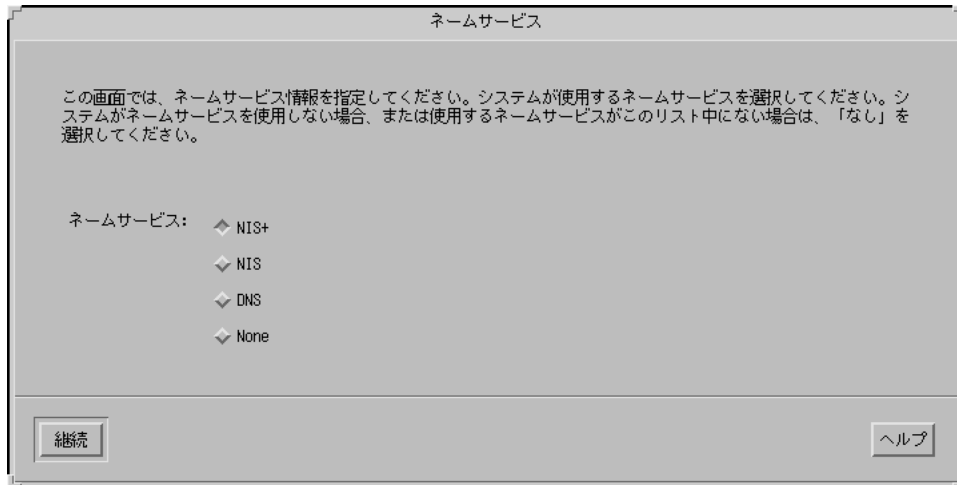 ネームサービス
この画面では、ネームサービス情報を指定してください。システムが使用するネームサービスを選択してください。シ
ステムがネームサービスを使用しない場合、または使用するネームサービスがこのリスト中にない場合は、「なし」を
選択してください。
ネームサービス:
NIS+
NIS
DNS
None
継続
ヘルプ